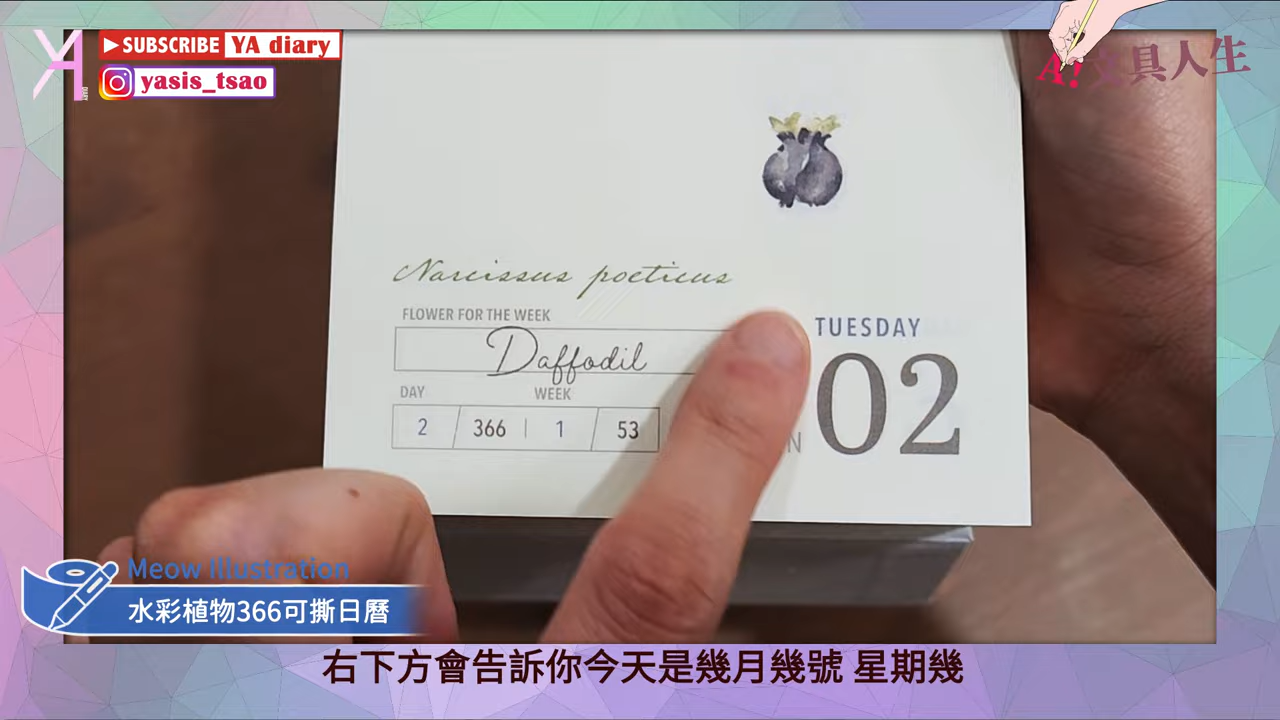 SUBSCRIBE YA diary
yasis_tsao
YA
DIARY
A!文具人生
Narcissus poeticus
FLOWER FOR THE WEEK
Daffodil
TUESDAY
02
DAY WEEK
2 366 1 53
Meow Illustration
水彩植物366可撕日曆
右下方會告訴你今天是幾月幾號 星期幾